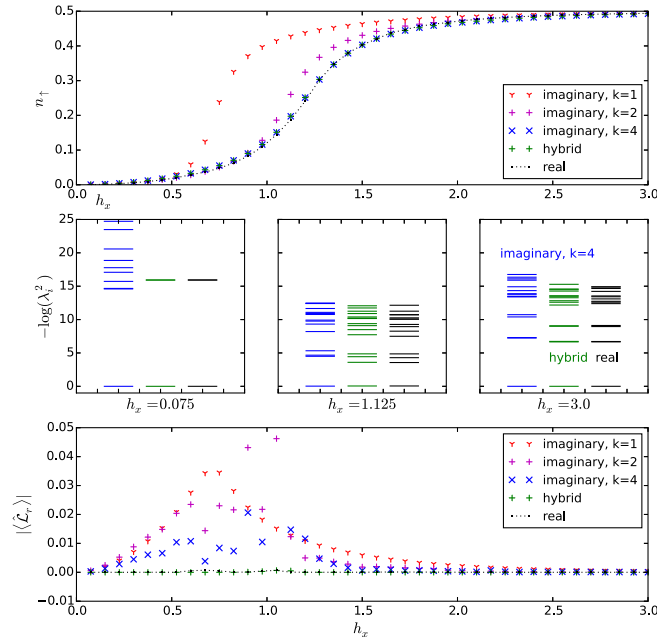 0.5
0.4
0.3
0.2
0.1
0.0
n↑
imaginary, k=1
imaginary, k=2
imaginary, k=4
hybrid
real
0.0 0.5 1.0 1.5 2.0 2.5 3.0
h_x
25
20
15
10
5
0
−log(λ_i^2)
imaginary, k=4
hybrid real
h_x =0.075 h_x =1.125 h_x =3.0
0.05
0.04
0.03
0.02
0.01
0.00
−0.01
|⟨ℒ̂_r⟩|
imaginary, k=1
imaginary, k=2
imaginary, k=4
hybrid
real
0.0 0.5 1.0 1.5 2.0 2.5 3.0
h_x